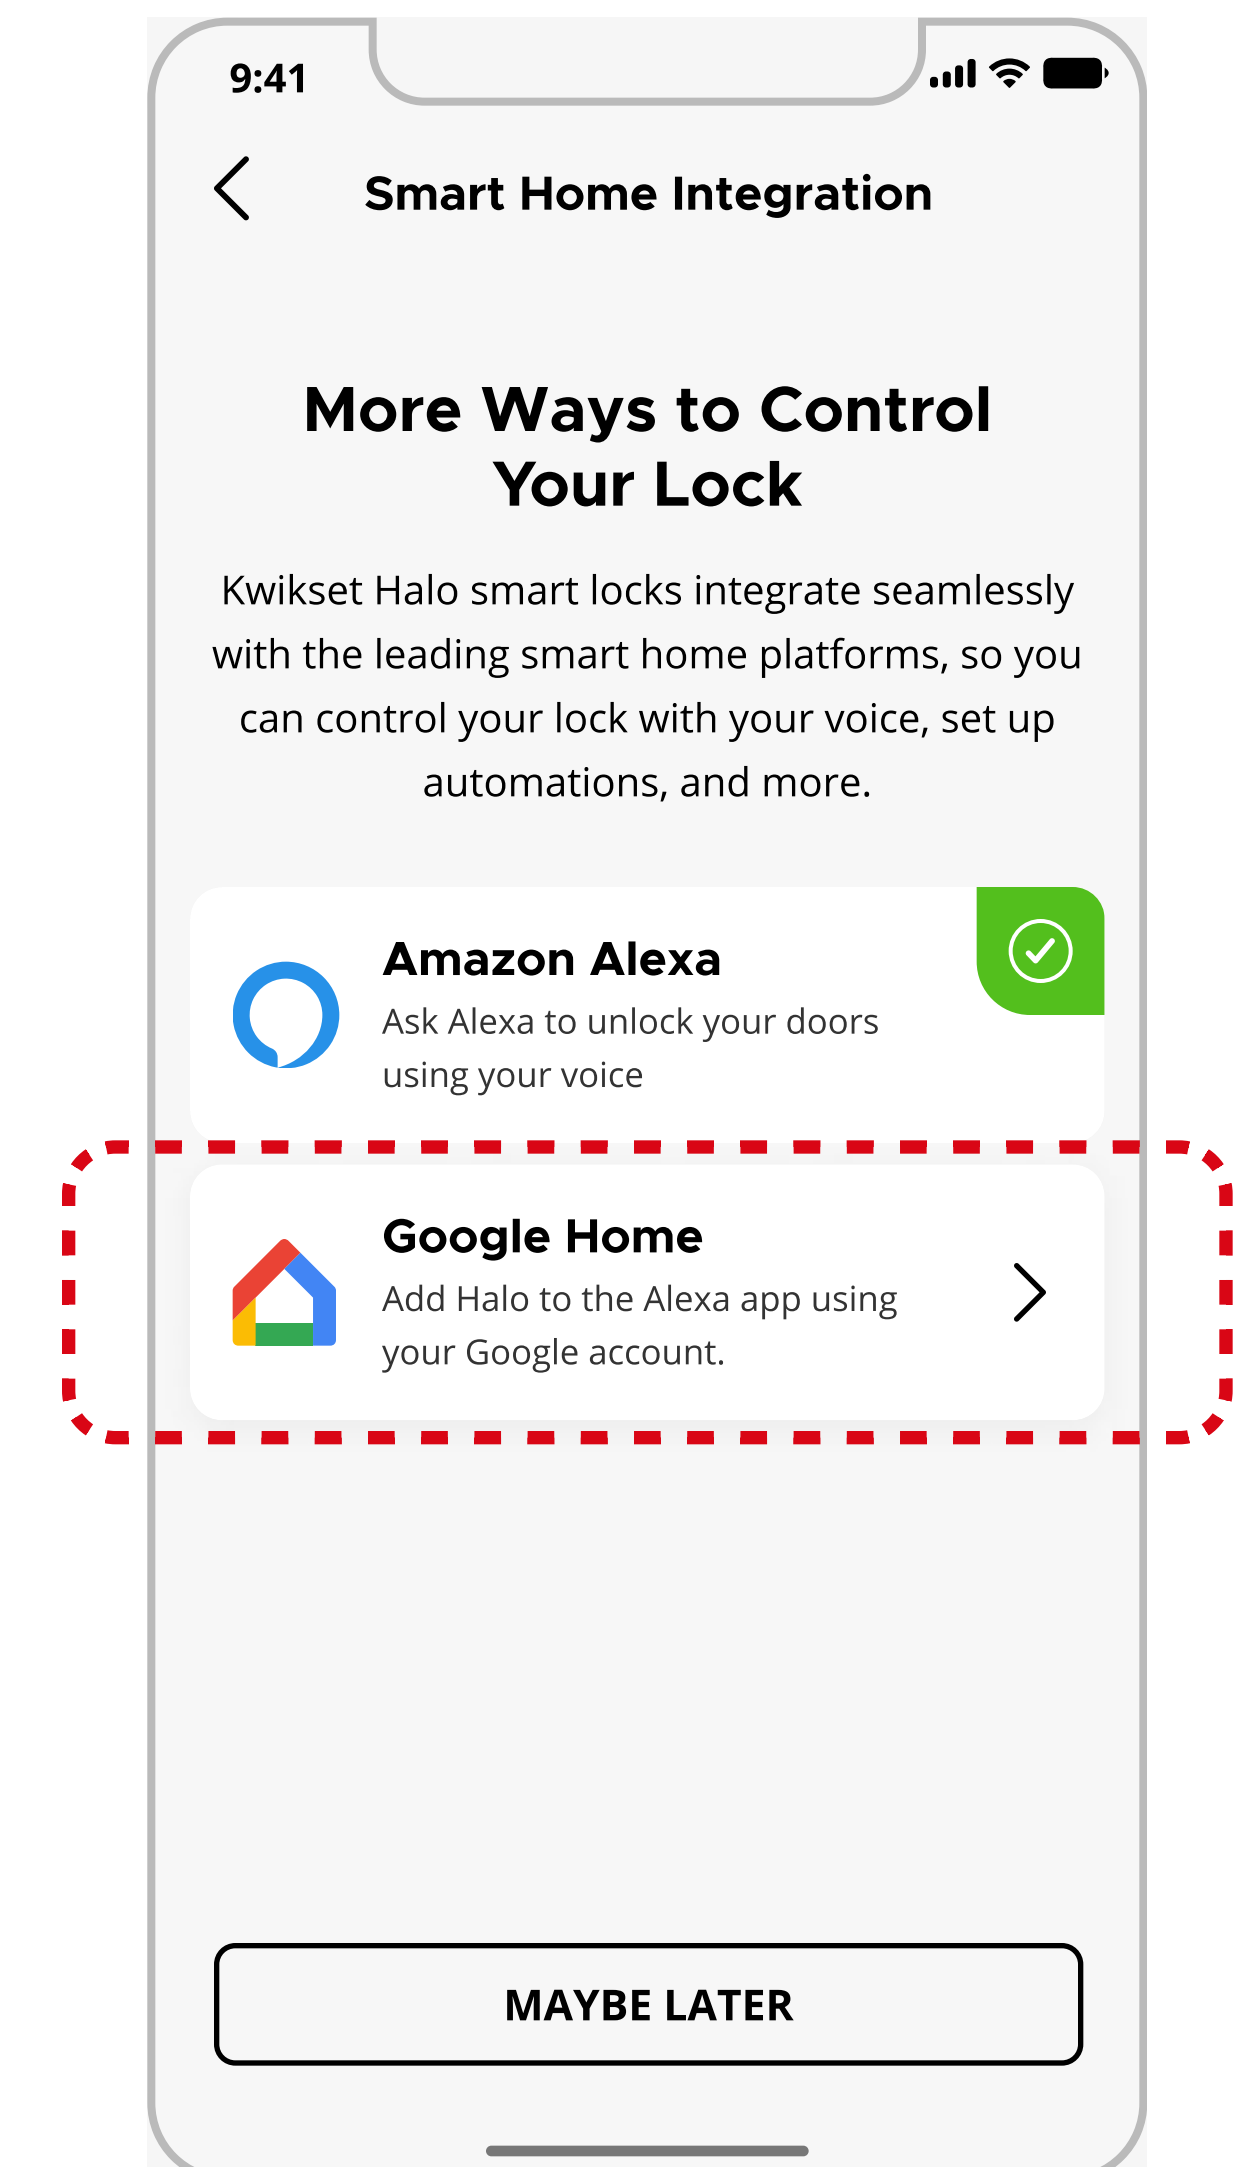 9:41
Smart Home Integration
More Ways to Control
Your Lock
Kwikset Halo smart locks integrate seamlessly
with the leading smart home platforms, so you
can control your lock with your voice, set up
automations, and more.
Amazon Alexa
Ask Alexa to unlock your doors
using your voice
Google Home
Add Halo to the Alexa app using
your Google account.
MAYBE LATER